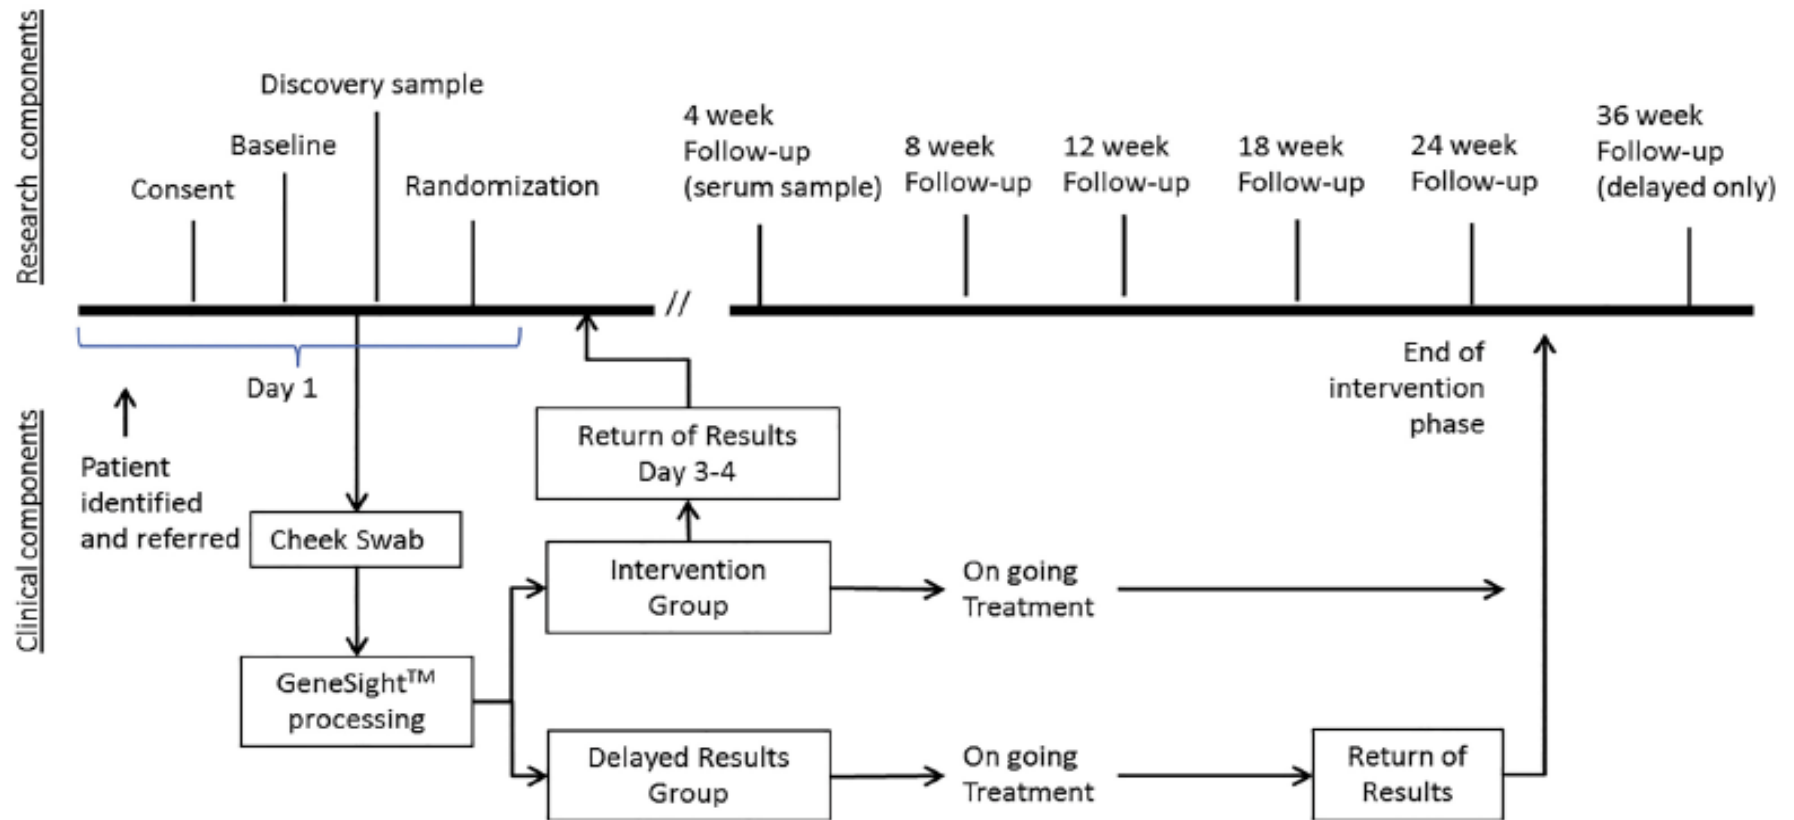 Research components
Discovery sample
Baseline
Consent
Randomization
4 week
Follow-up
(serum sample)
8 week
Follow-up
12 week
Follow-up
18 week
Follow-up
24 week
Follow-up
36 week
Follow-up
(delayed only)
//
Day 1
End of
intervention
phase
Clinical components
Patient
identified
and referred
Return of Results
Day 3-4
Cheek Swab
Intervention
Group
On going
Treatment
GeneSight™
processing
Delayed Results
Group
On going
Treatment
Return of
Results